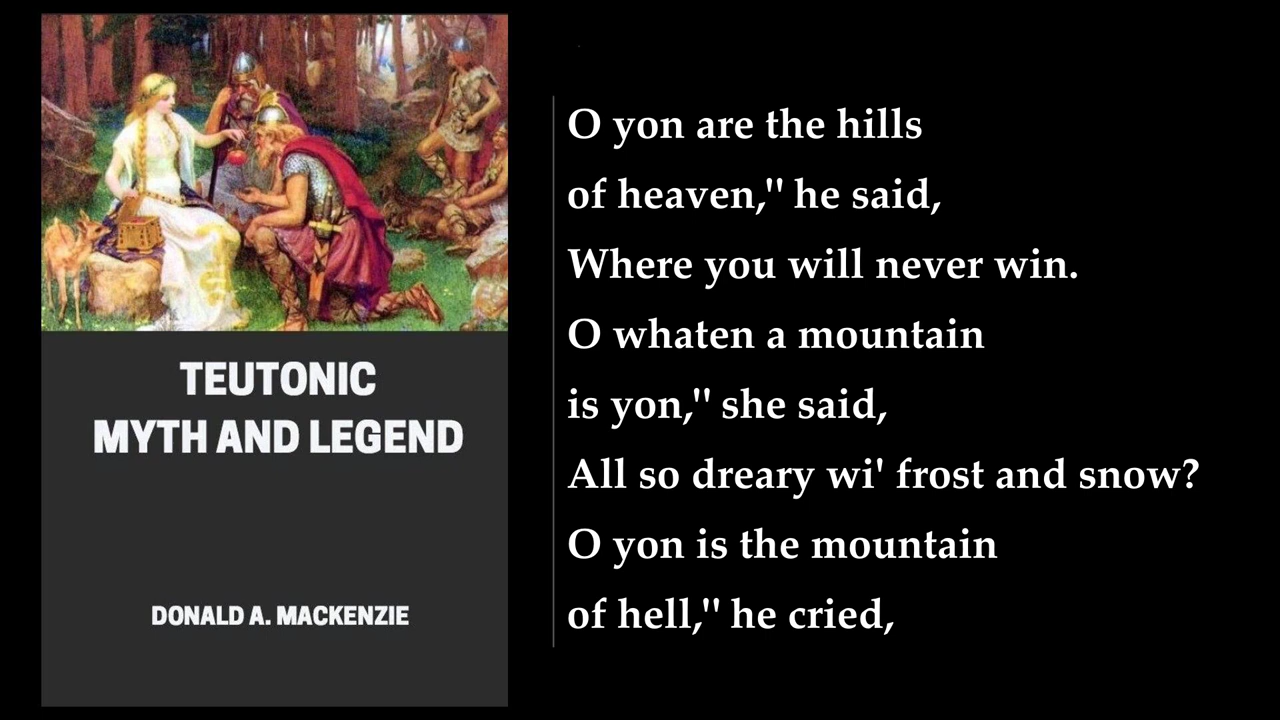 TEUTONIC
MYTH AND LEGEND
DONALD A. MACKENZIE
O yon are the hills
of heaven," he said,
Where you will never win.
O whaten a mountain
is yon," she said,
All so dreary wi' frost and snow?
O yon is the mountain
of hell," he cried,